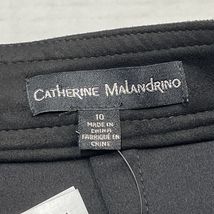 CATHERINE MALANDRINO
10
MADE IN
CHINA
FABRIQUÉ EN
CHINE